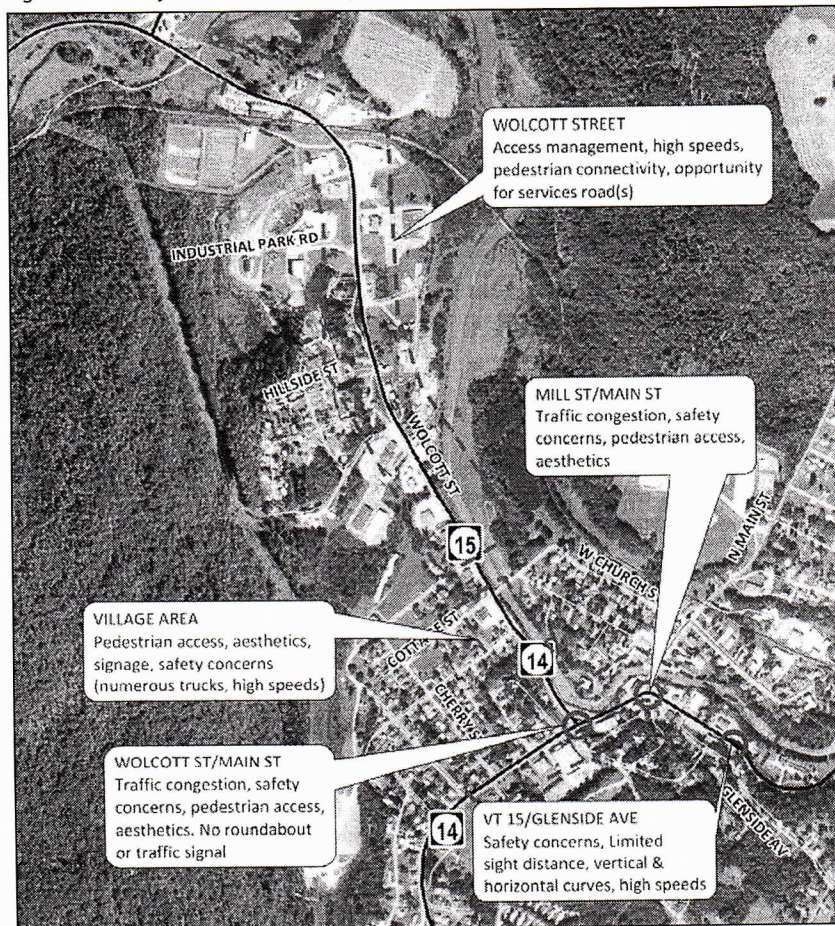 WOLCOTT STREET
Access management, high speeds,
pedestrian connectivity, opportunity
for services road(s)
INDUSTRIAL PARK RD
HILLSIDE ST
WOLCOTT ST
MILL ST/MAIN ST
Traffic congestion, safety
concerns, pedestrian access,
aesthetics
N MAIN ST
15
W CHURCH S
VILLAGE AREA
Pedestrian access, aesthetics,
signage, safety concerns
(numerous trucks, high speeds)
COTTAGE ST
14
CHERRY S
WOLCOTT ST/MAIN ST
Traffic congestion, safety
concerns, pedestrian access,
aesthetics. No roundabout
or traffic signal
14
VT 15/GLENSIDE AVE
Safety concerns, Limited
sight distance, vertical &
horizontal curves, high speeds
GLENSIDE AV